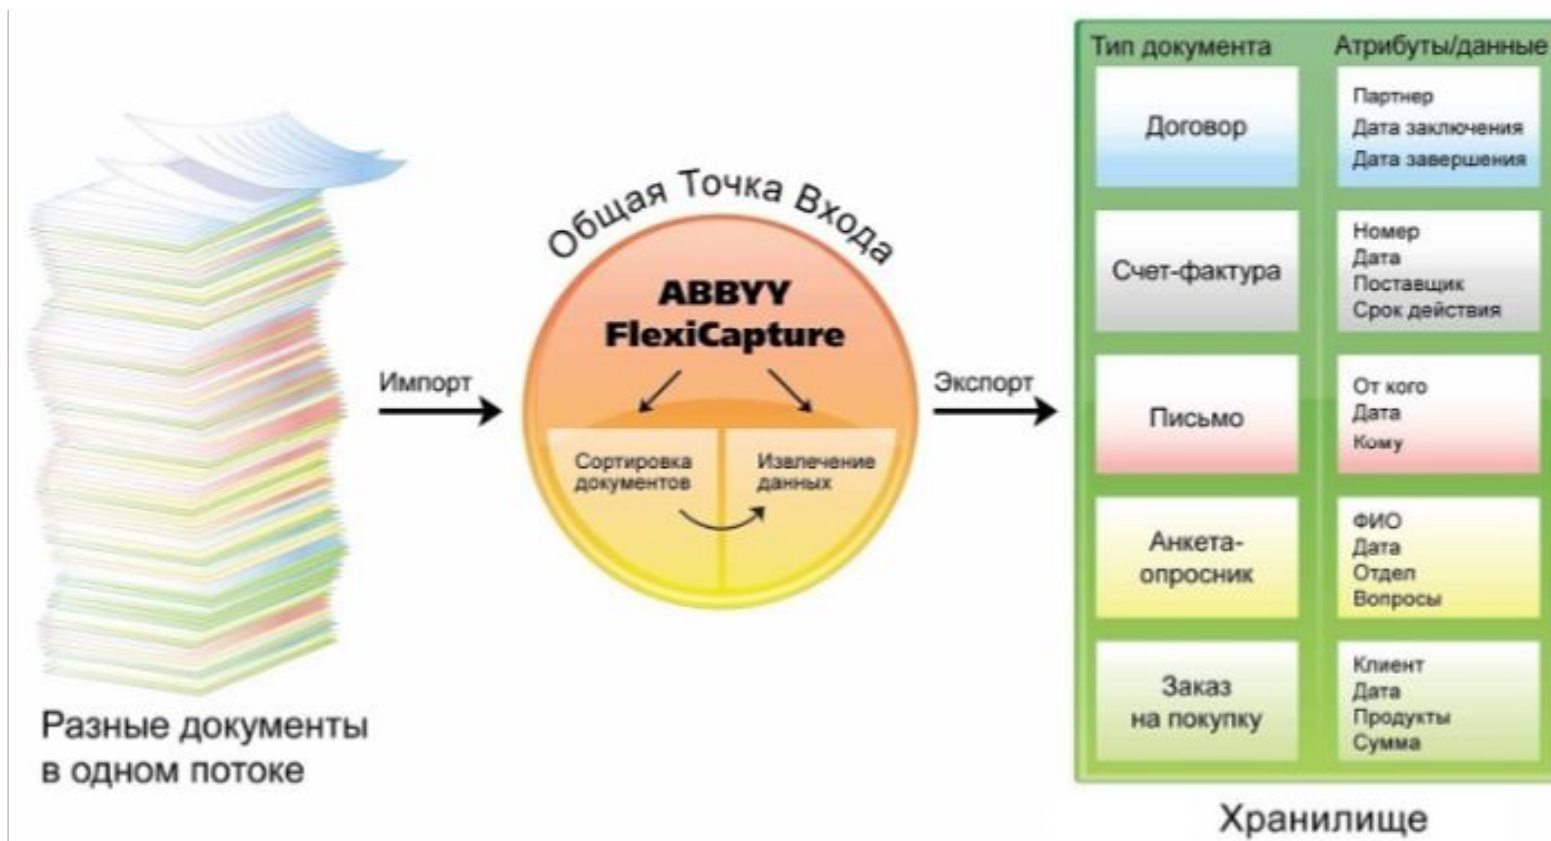 Разные документы
в одном потоке
Импорт
Общая Точка Входа
ABBYY
FlexiCapture
Сортировка
документов
Извлечение
данных
Экспорт
Тип документа
Атрибуты/данные
Договор
Партнер
Дата заключения
Дата завершения
Счет-фактура
Номер
Дата
Поставщик
Срок действия
Письмо
От кого
Дата
Кому
Анкета-
опросник
ФИО
Дата
Отдел
Вопросы
Заказ
на покупку
Клиент
Дата
Продукты
Сумма
Хранилище